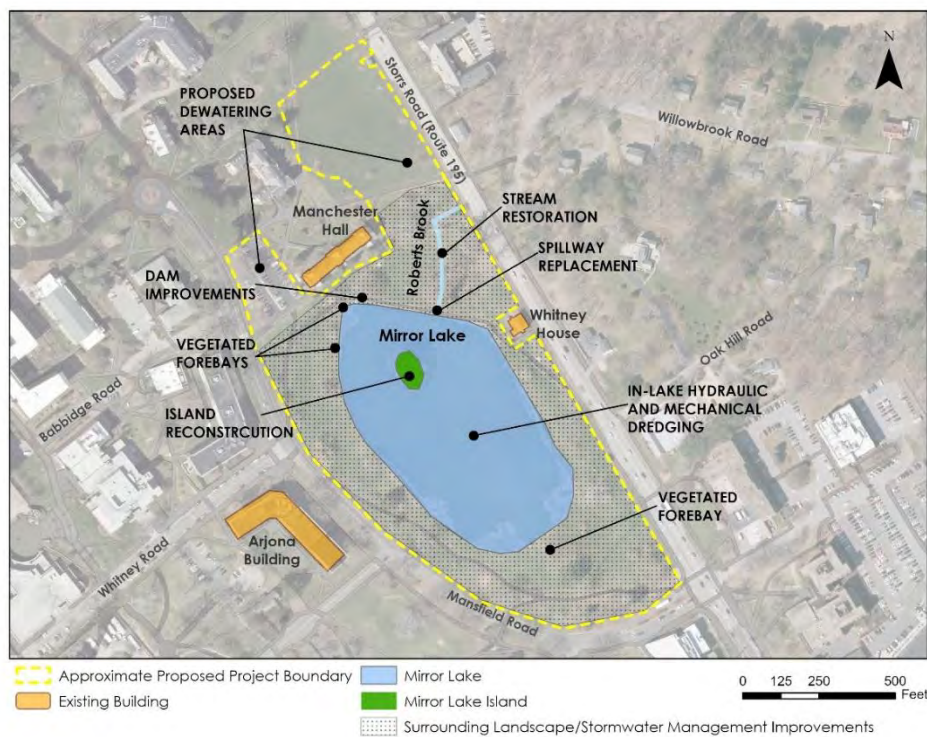 N
PROPOSED
DEWATERING
AREAS
Storrs Road (Route 195)
Willowbrook Road
Manchester
Hall
Roberts Brook
STREAM
RESTORATION
SPILLWAY
REPLACEMENT
DAM
IMPROVEMENTS
Whitney
House
Mirror Lake
VEGETATED
FOREBAYS
Oak Hill Road
Babbidge Road
ISLAND
RECONSTRCUTION
IN-LAKE HYDRAULIC
AND MECHANICAL
DREDGING
VEGETATED
FOREBAY
Arjona
Building
Whitney Road
Mansfield Road
Approximate Proposed Project Boundary
Mirror Lake
Existing Building
Mirror Lake Island
Surrounding Landscape/Stormwater Management Improvements
0 125 250 500
Feet